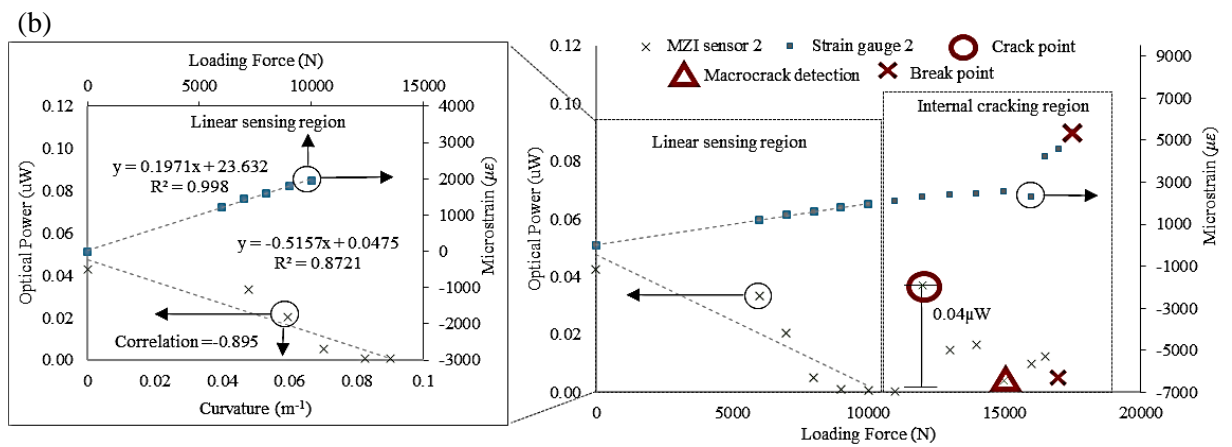 (b)
Loading Force (N)
0 5000 10000 15000
0.12 4000
0.10 3000
0.08 2000
0.06 1000
0.04 0
0.02 -1000
0.00 -2000
-3000
Optical Power (uW)
Microstrain (με)
Linear sensing region
y = 0.1971x + 23.632
R² = 0.998
y = -0.5157x + 0.0475
R² = 0.8721
Correlation =-0.895
0 0.02 0.04 0.06 0.08 0.1
Curvature (m⁻¹)
MZI sensor 2 Strain gauge 2 Crack point
Macrocrack detection Break point
0.12 9000
0.10 7000
0.08 5000
0.06 3000
0.04 1000
0.02 -1000
0.00 -3000
-5000
-7000
Optical Power (uW)
Microstrain (με)
Linear sensing region
Internal cracking region
0.04μW
0 5000 10000 15000 20000
Loading Force (N)